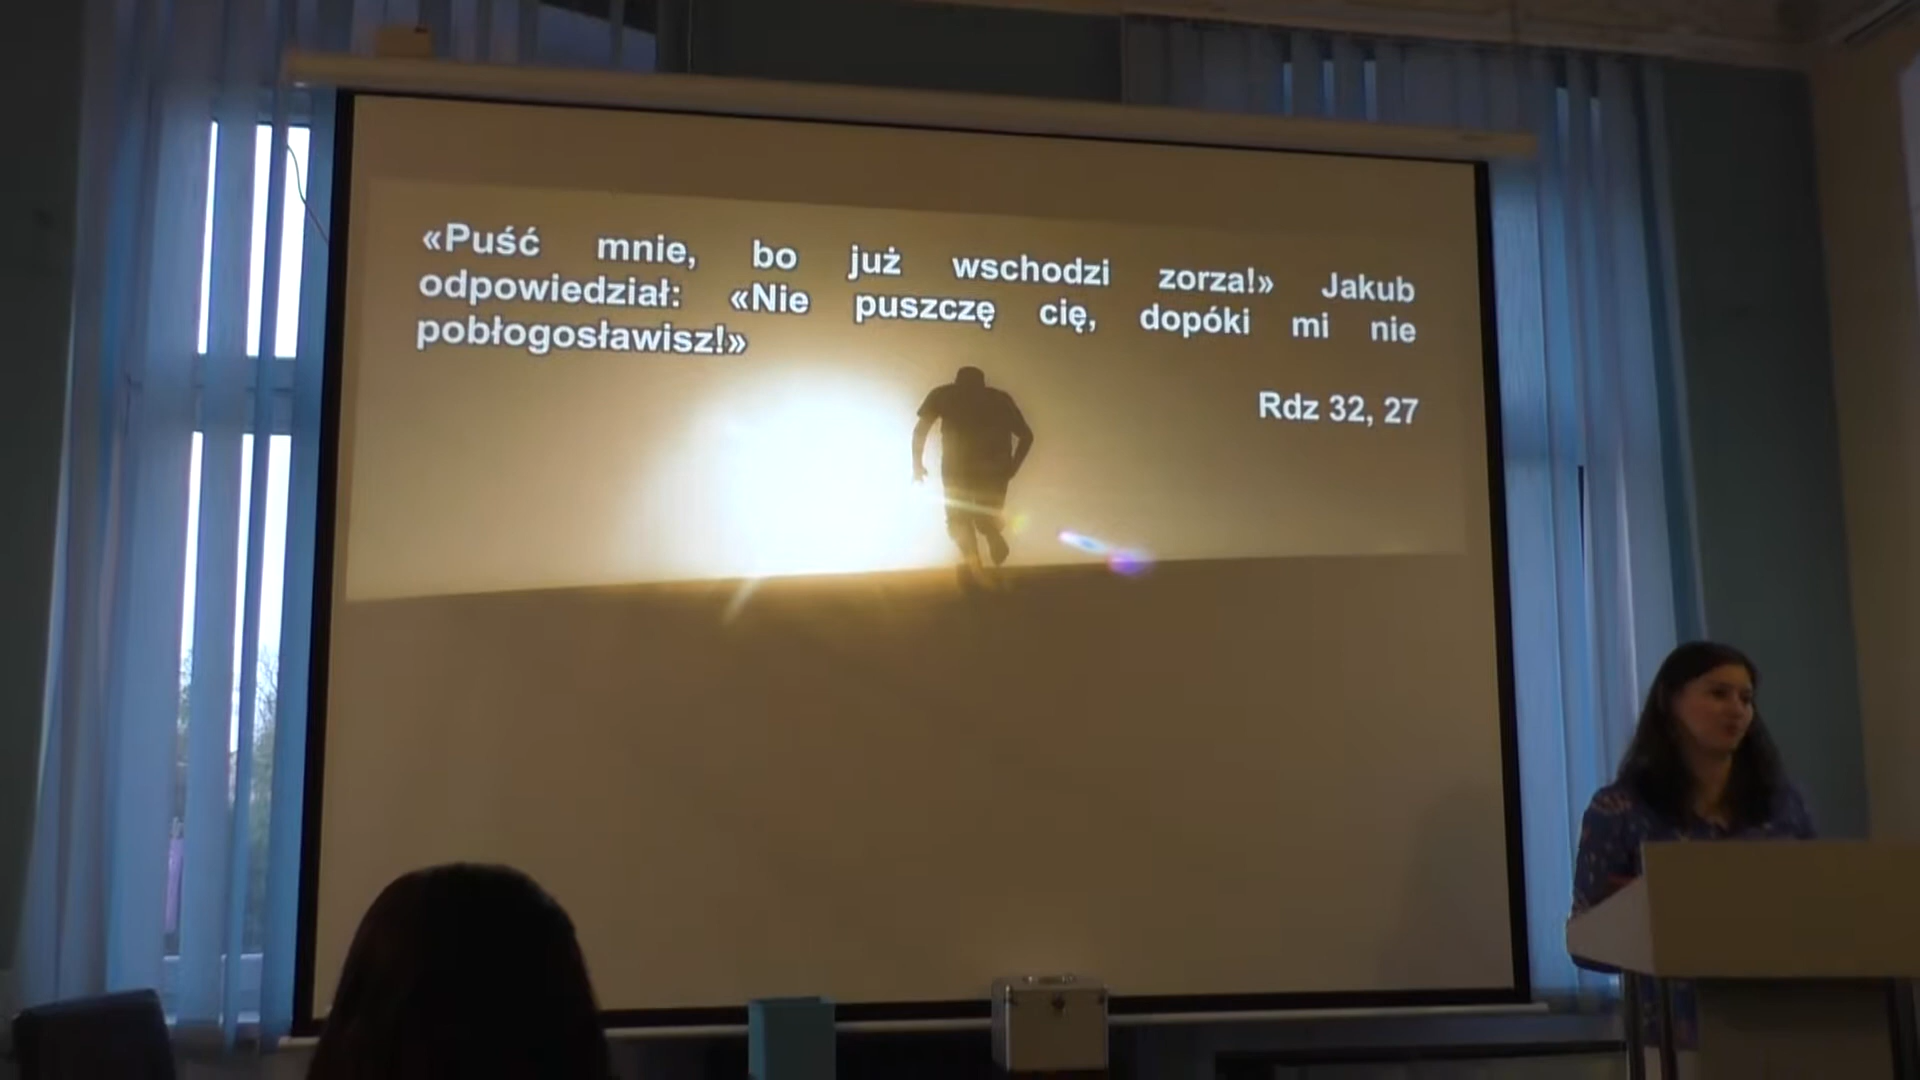 «Puść mnie, bo już wschodzi zorza!» Jakub
odpowiedział: «Nie puszczę cię, dopóki mi nie
pobłogosławisz!»
Rdz 32, 27